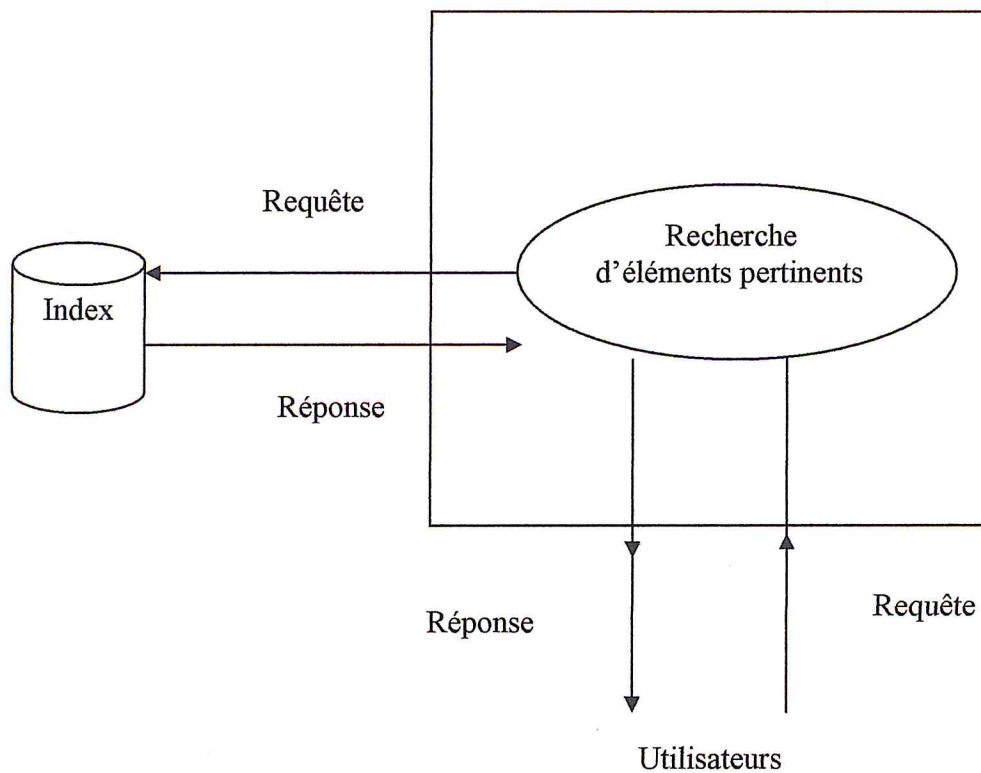 Requête
Recherche
d'éléments pertinents
Index
Réponse
Réponse
Requête
Utilisateurs